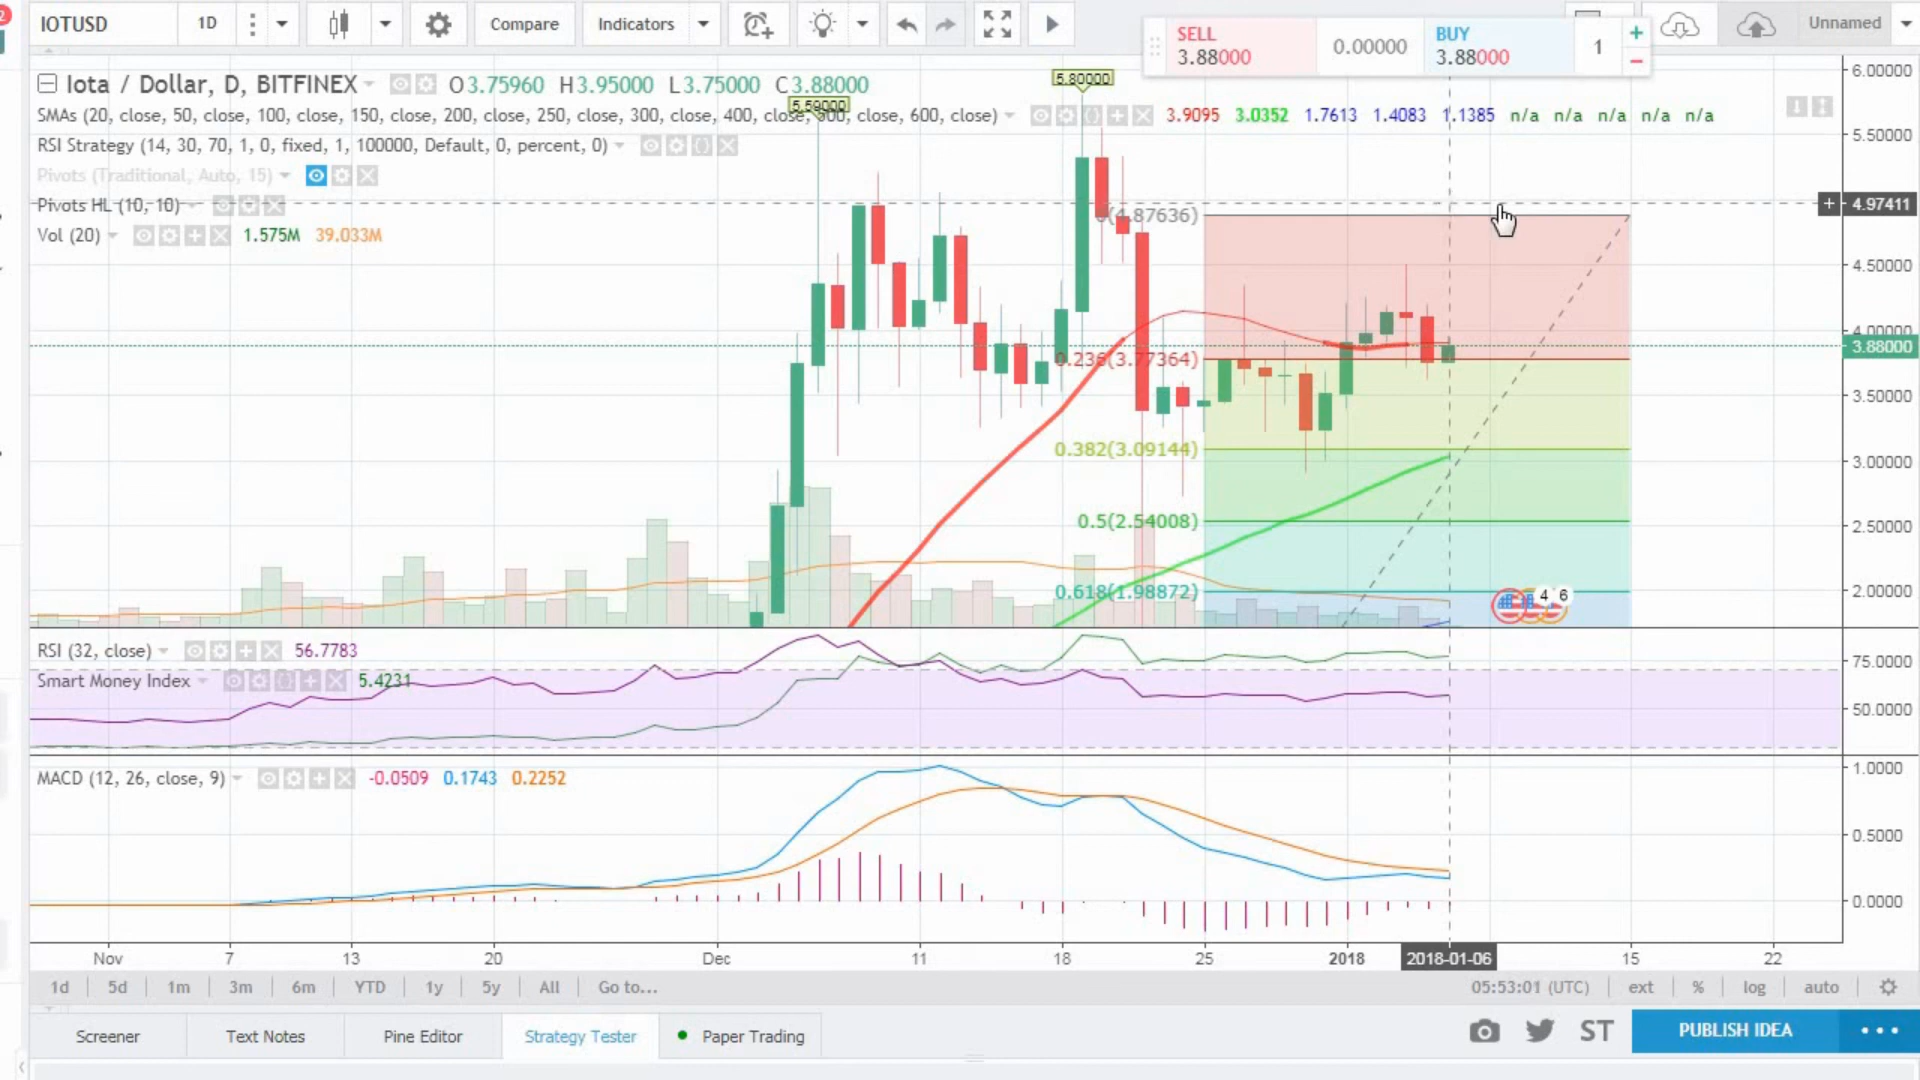 IOTUSD 1D Compare Indicators Unnamed
SELL 3.88000 0.00000 BUY 3.88000 1
Iota / Dollar, D, BITFINEX O3.75960 H3.95000 L3.75000 C3.88000
5.59000
5.80000
SMAs (20, close, 50, close, 100, close, 150, close, 200, close, 250, close, 300, close, 400, close, 500, close, 600, close) 3.9095 3.0352 1.7613 1.4083 1.1385 n/a n/a n/a n/a n/a
RSI Strategy (14, 30, 70, 1, 0, fixed, 1, 100000, Default, 0, percent, 0)
Pivots (Traditional, Auto, 15)
Pivots HL (10, 10)
Vol (20) 1.575M 39.033M
6.00000
5.50000
4.97411
4.50000
4.00000
3.88000
3.50000
3.00000
2.50000
2.00000
0(4.87636)
0.236(3.77364)
0.382(3.09144)
0.5(2.54008)
0.618(1.98872)
4 6
RSI (32, close) 56.7783
Smart Money Index 5.4231
75.0000
50.0000
MACD (12, 26, close, 9) -0.0509 0.1743 0.2252
1.0000
0.5000
0.0000
Nov 7 13 20 Dec 11 18 25 2018 2018-01-06 15 22
1d 5d 1m 3m 6m YTD 1y 5y All Go to... 05:53:01 (UTC) ext % log auto
Screener Text Notes Pine Editor Strategy Tester Paper Trading ST PUBLISH IDEA